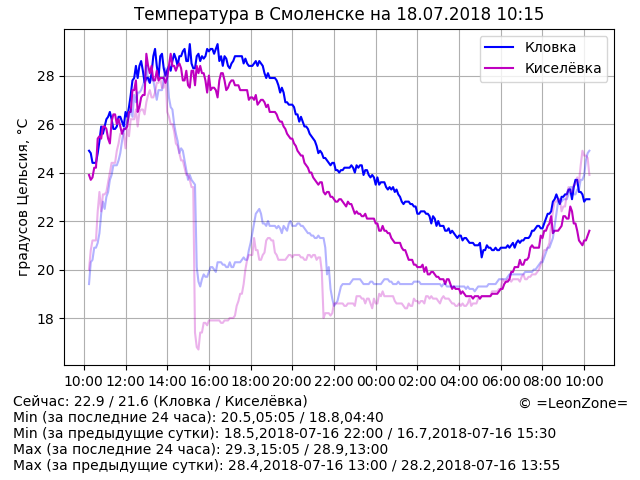 Температура в Смоленске на 18.07.2018 10:15
Кловка
Киселёвка
градусов Цельсия, °C
28
26
24
22
20
18
10:00 12:00 14:00 16:00 18:00 20:00 22:00 00:00 02:00 04:00 06:00 08:00 10:00
Сейчас: 22.9 / 21.6 (Кловка / Киселёвка)
© =LeonZone=
Min (за последние 24 часа): 20.5,05:05 / 18.8,04:40
Min (за предыдущие сутки): 18.5,2018-07-16 22:00 / 16.7,2018-07-16 15:30
Max (за последние 24 часа): 29.3,15:05 / 28.9,13:00
Max (за предыдущие сутки): 28.4,2018-07-16 13:00 / 28.2,2018-07-16 13:55